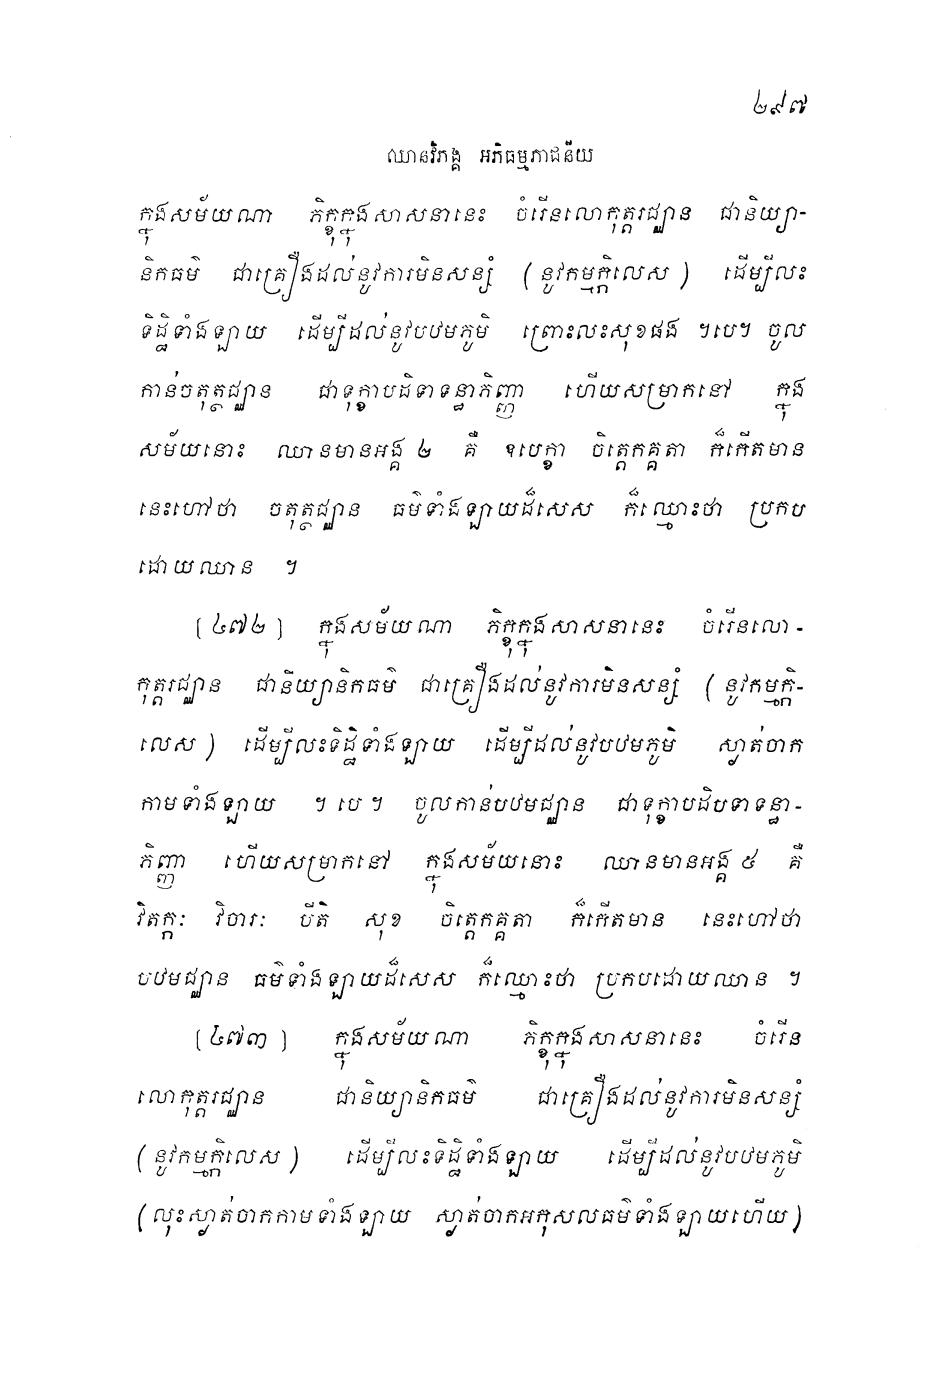 ២៩៧
ឈានវិភង្គ អភិធម្មភាជនីយ
ក្នុងសម័យណា ភិក្ខុក្នុងសាសនានេះ ចំរើនលោកុត្តរជ្ឈាន ជានិយ្យា-
និកធម៌ ជាគ្រឿងដល់នូវការមិនសន្សំ (នូវកម្មក្កិលេស) ដើម្បីលះ
ទិដ្ឋិទាំងឡាយ ដើម្បីដល់នូវបឋមភូមិ ព្រោះលះសុខផង ។បេ។ ចូល
កាន់ចតុត្ថជ្ឈាន ជាទុក្ខាបដិទាទន្ធាភិញ្ញា ហើយសម្រាកនៅ ក្នុង
សម័យនោះ ឈានមានអង្គ ២ គឺ ឧបេក្ខា ចិត្តេកគ្គតា ក៏កើតមាន
នេះហៅថា ចតុត្ថជ្ឈាន ធម៌ទាំងឡាយដ៏សេស ក៏ឈ្មោះថា ប្រកប
ដោយឈាន ។
[៤៧២] ក្នុងសម័យណា ភិក្ខុក្នុងសាសនានេះ ចំរើនលោ-
កុត្តរជ្ឈាន ជានិយ្យានិកធម៌ ជាគ្រឿងដល់នូវការមិនសន្សំ (នូវកម្មក្កិ-
លេស) ដើម្បីលះទិដ្ឋិទាំងឡាយ ដើម្បីដល់នូវបឋមភូមិ ស្ងាត់ចាក
កាមទាំងឡាយ ។បេ។ ចូលកាន់បឋមជ្ឈាន ជាទុក្ខាបដិបទាទន្ធា-
ភិញ្ញា ហើយសម្រាកនៅ ក្នុងសម័យនោះ ឈានមានអង្គ ៥ គឺ
វិតក្កៈ វិចារៈ បីតិ សុខ ចិត្តេកគ្គតា ក៏កើតមាន នេះហៅថា
បឋមជ្ឈាន ធម៌ទាំងឡាយដ៏សេស ក៏ឈ្មោះថា ប្រកបដោយឈាន ។
[៤៧៣] ក្នុងសម័យណា ភិក្ខុក្នុងសាសនានេះ ចំរើន
លោកុត្តរជ្ឈាន ជានិយ្យានិកធម៌ ជាគ្រឿងដល់នូវការមិនសន្សំ
(នូវកម្មក្កិលេស) ដើម្បីលះទិដ្ឋិទាំងឡាយ ដើម្បីដល់នូវបឋមភូមិ
(លុះស្ងាត់ចាកកាមទាំងឡាយ ស្ងាត់ចាកអកុសលធម៌ទាំងឡាយហើយ)